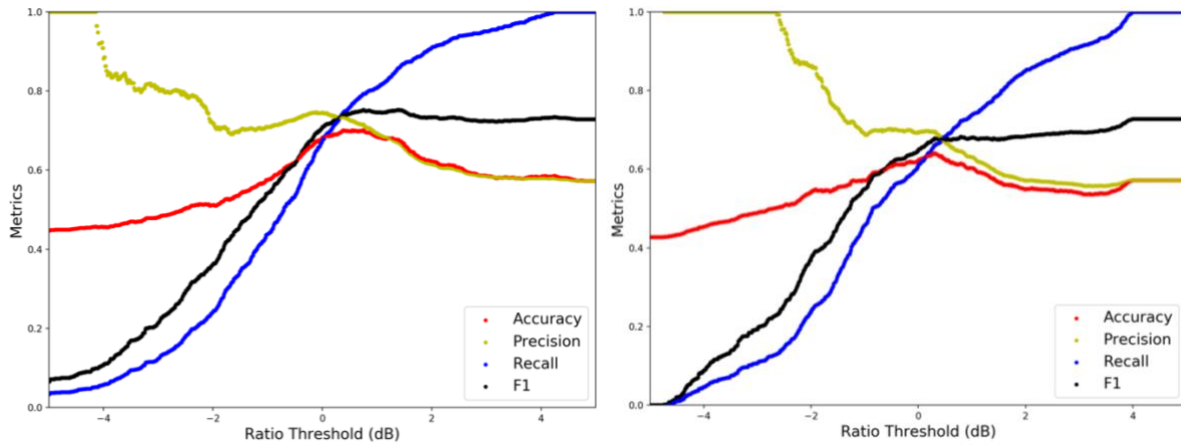 1.0
0.8
0.6
0.4
0.2
0.0
Metrics
−4
−2
0
2
4
Ratio Threshold (dB)
Accuracy
Precision
Recall
F1
1.0
0.8
0.6
0.4
0.2
0.0
Metrics
−4
−2
0
2
4
Ratio Threshold (dB)
Accuracy
Precision
Recall
F1